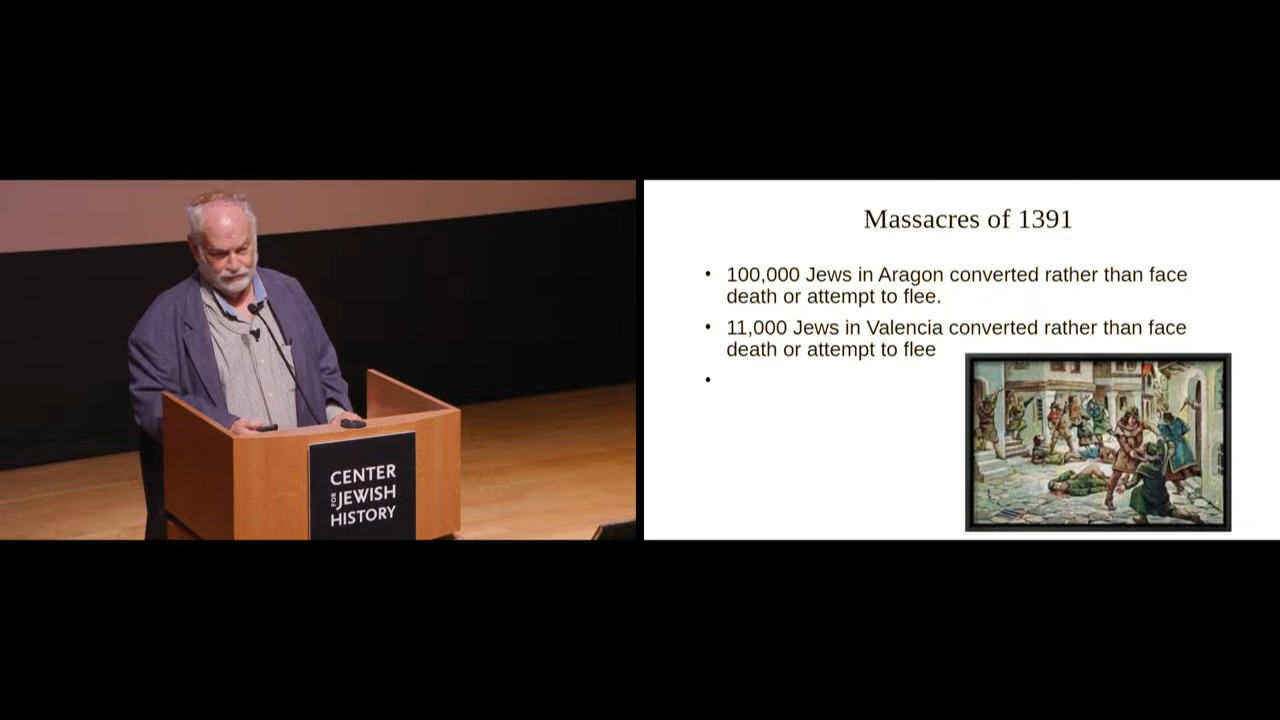 CENTER
FOR JEWISH
HISTORY
Massacres of 1391
• 100,000 Jews in Aragon converted rather than face
death or attempt to flee.
• 11,000 Jews in Valencia converted rather than face
death or attempt to flee
•